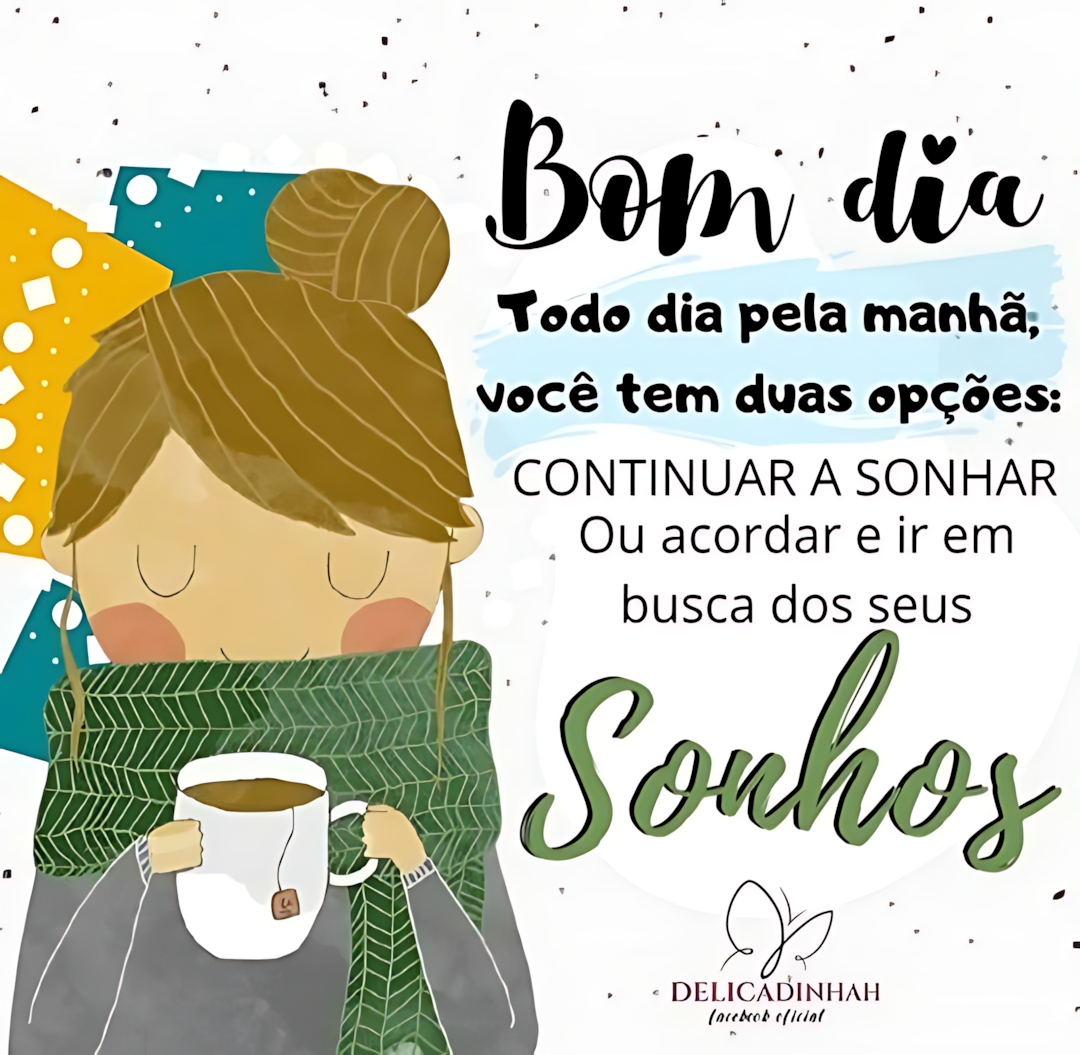 Bom dia
Todo dia pela manhã,
você tem duas opções:
CONTINUAR A SONHAR
Ou acordar e ir em
busca dos seus
Sonhos
DELICADINHAH
facebook oficial